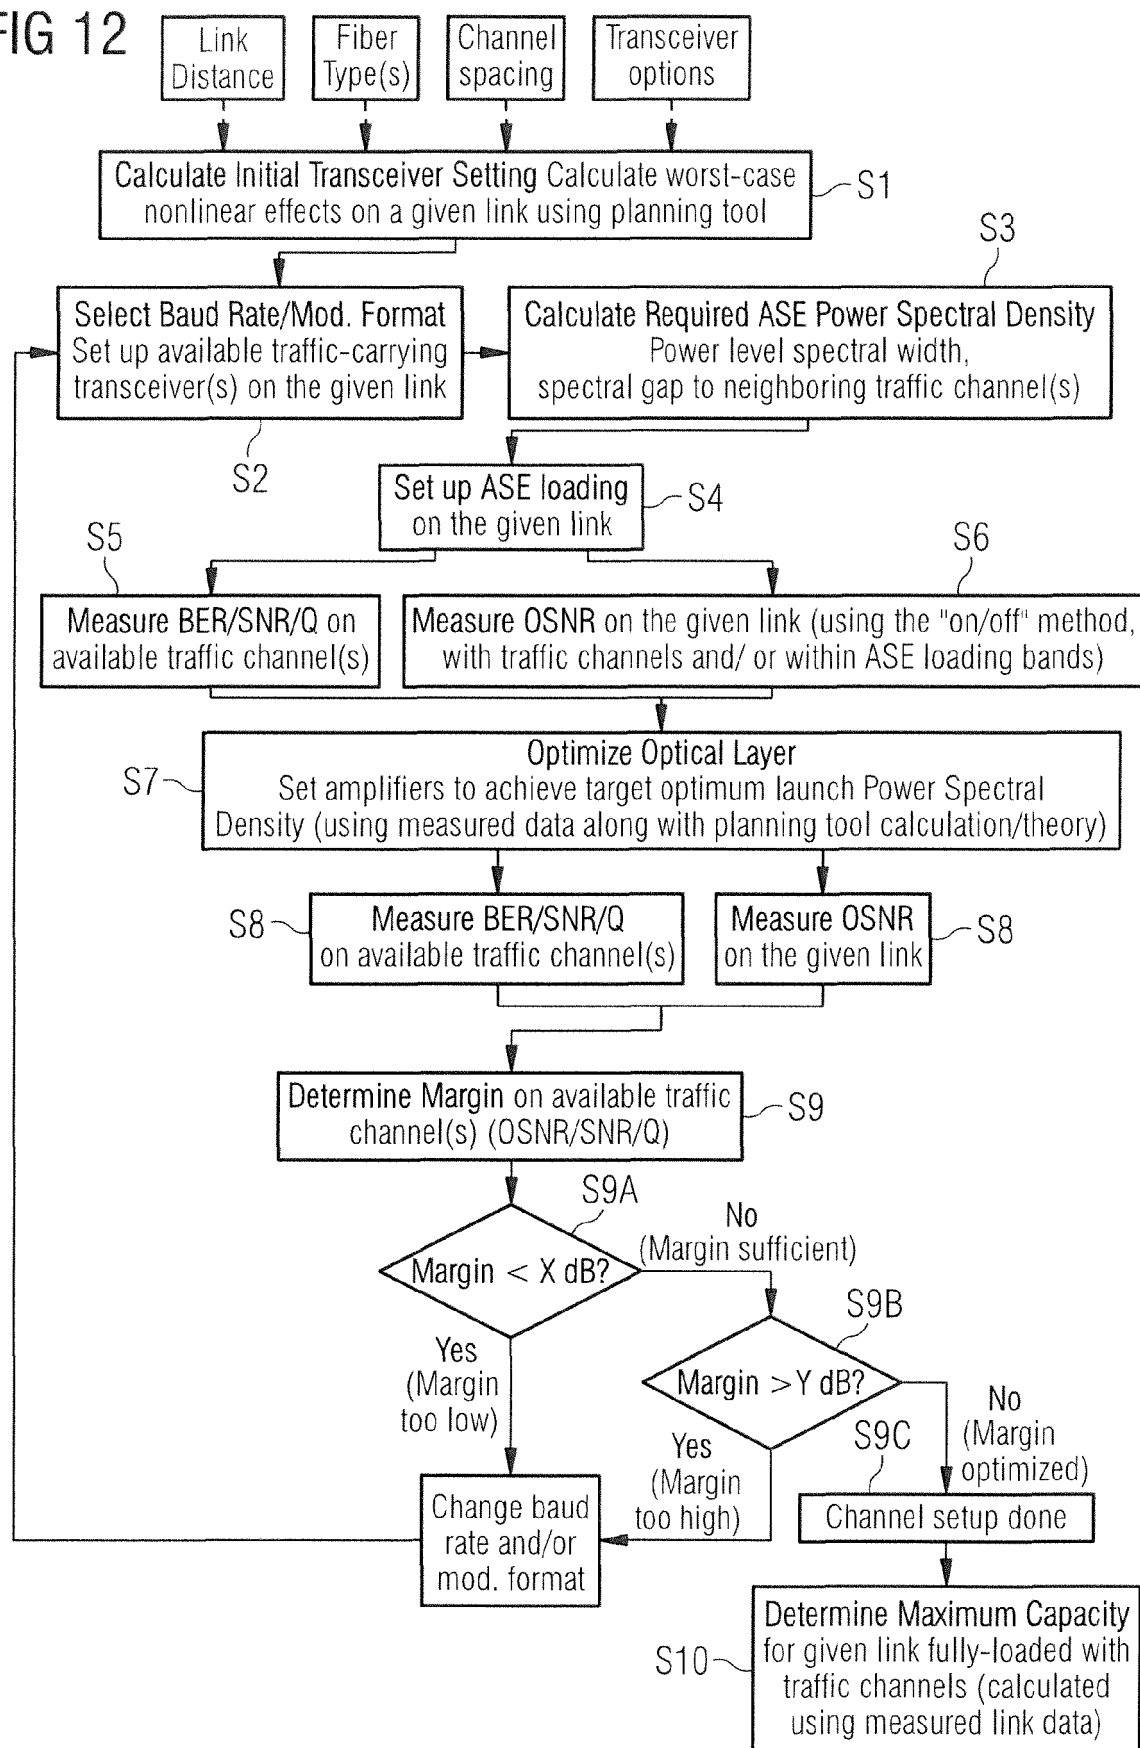 FIG 12
Link
Distance
Fiber
Type(s)
Channel
spacing
Transceiver
options
Calculate Initial Transceiver Setting Calculate worst-case
nonlinear effects on a given link using planning tool
S1
S3
Select Baud Rate/Mod. Format
Set up available traffic-carrying
transceiver(s) on the given link
S2
Calculate Required ASE Power Spectral Density
Power level spectral width,
spectral gap to neighboring traffic channel(s)
Set up ASE loading
on the given link
S4
S5
S6
Measure BER/SNR/Q on
available traffic channel(s)
Measure OSNR on the given link (using the "on/off" method,
with traffic channels and/ or within ASE loading bands)
S7
Optimize Optical Layer
Set amplifiers to achieve target optimum launch Power Spectral
Density (using measured data along with planning tool calculation/theory)
S8
Measure BER/SNR/Q
on available traffic channel(s)
Measure OSNR
on the given link
S8
Determine Margin on available traffic
channel(s) (OSNR/SNR/Q)
S9
S9A
Margin < X dB?
No
(Margin sufficient)
S9B
Yes
(Margin
too low)
Margin >Y dB?
No
(Margin
optimized)
Yes
(Margin
too high)
S9C
Change baud
rate and/or
mod. format
Channel setup done
S10
Determine Maximum Capacity
for given link fully-loaded with
traffic channels (calculated
using measured link data)